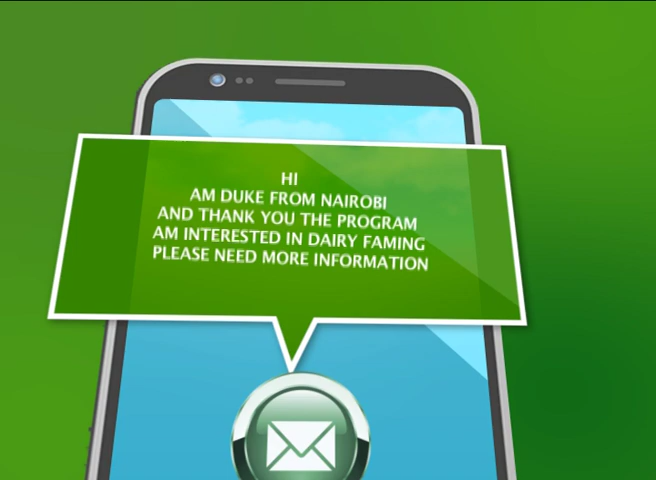 HI
AM DUKE FROM NAIROBI
AND THANK YOU THE PROGRAM
AM INTERESTED IN DAIRY FAMING
PLEASE NEED MORE INFORMATION